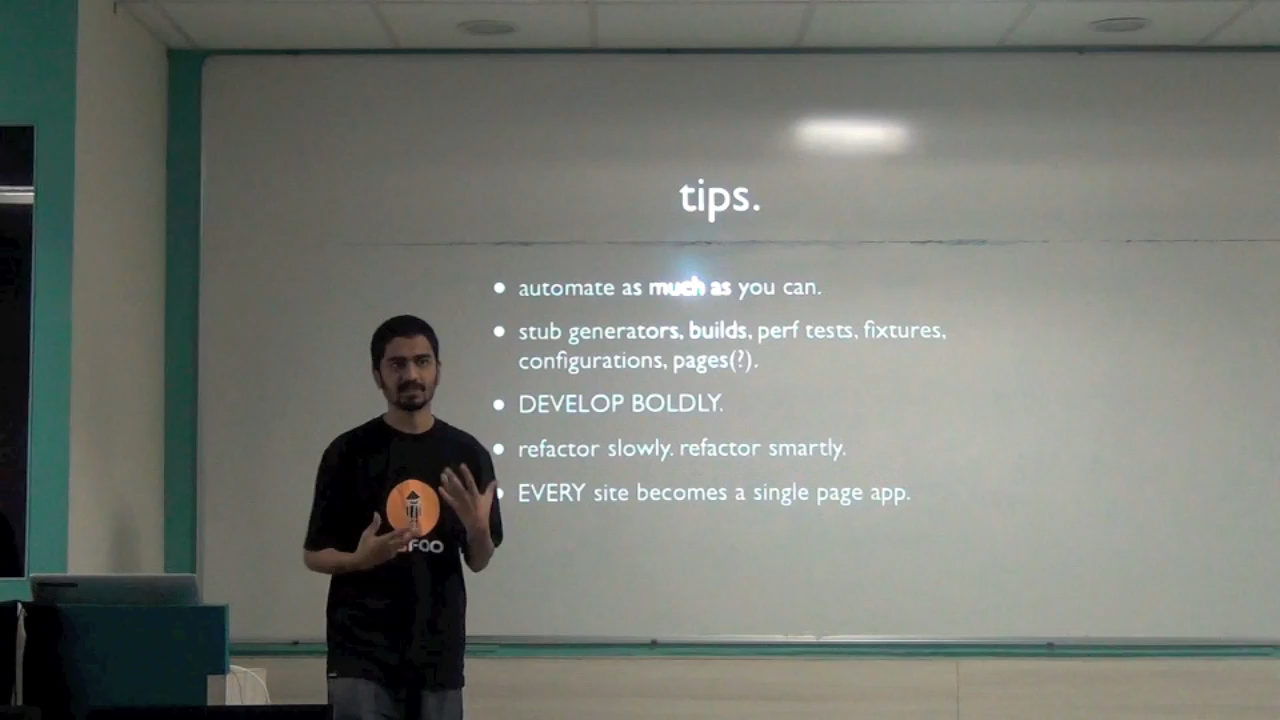 tips.
• automate as much as you can.
• stub generators, builds, perf tests, fixtures,
configurations, pages(?).
• DEVELOP BOLDLY.
• refactor slowly. refactor smartly.
• EVERY site becomes a single page app.